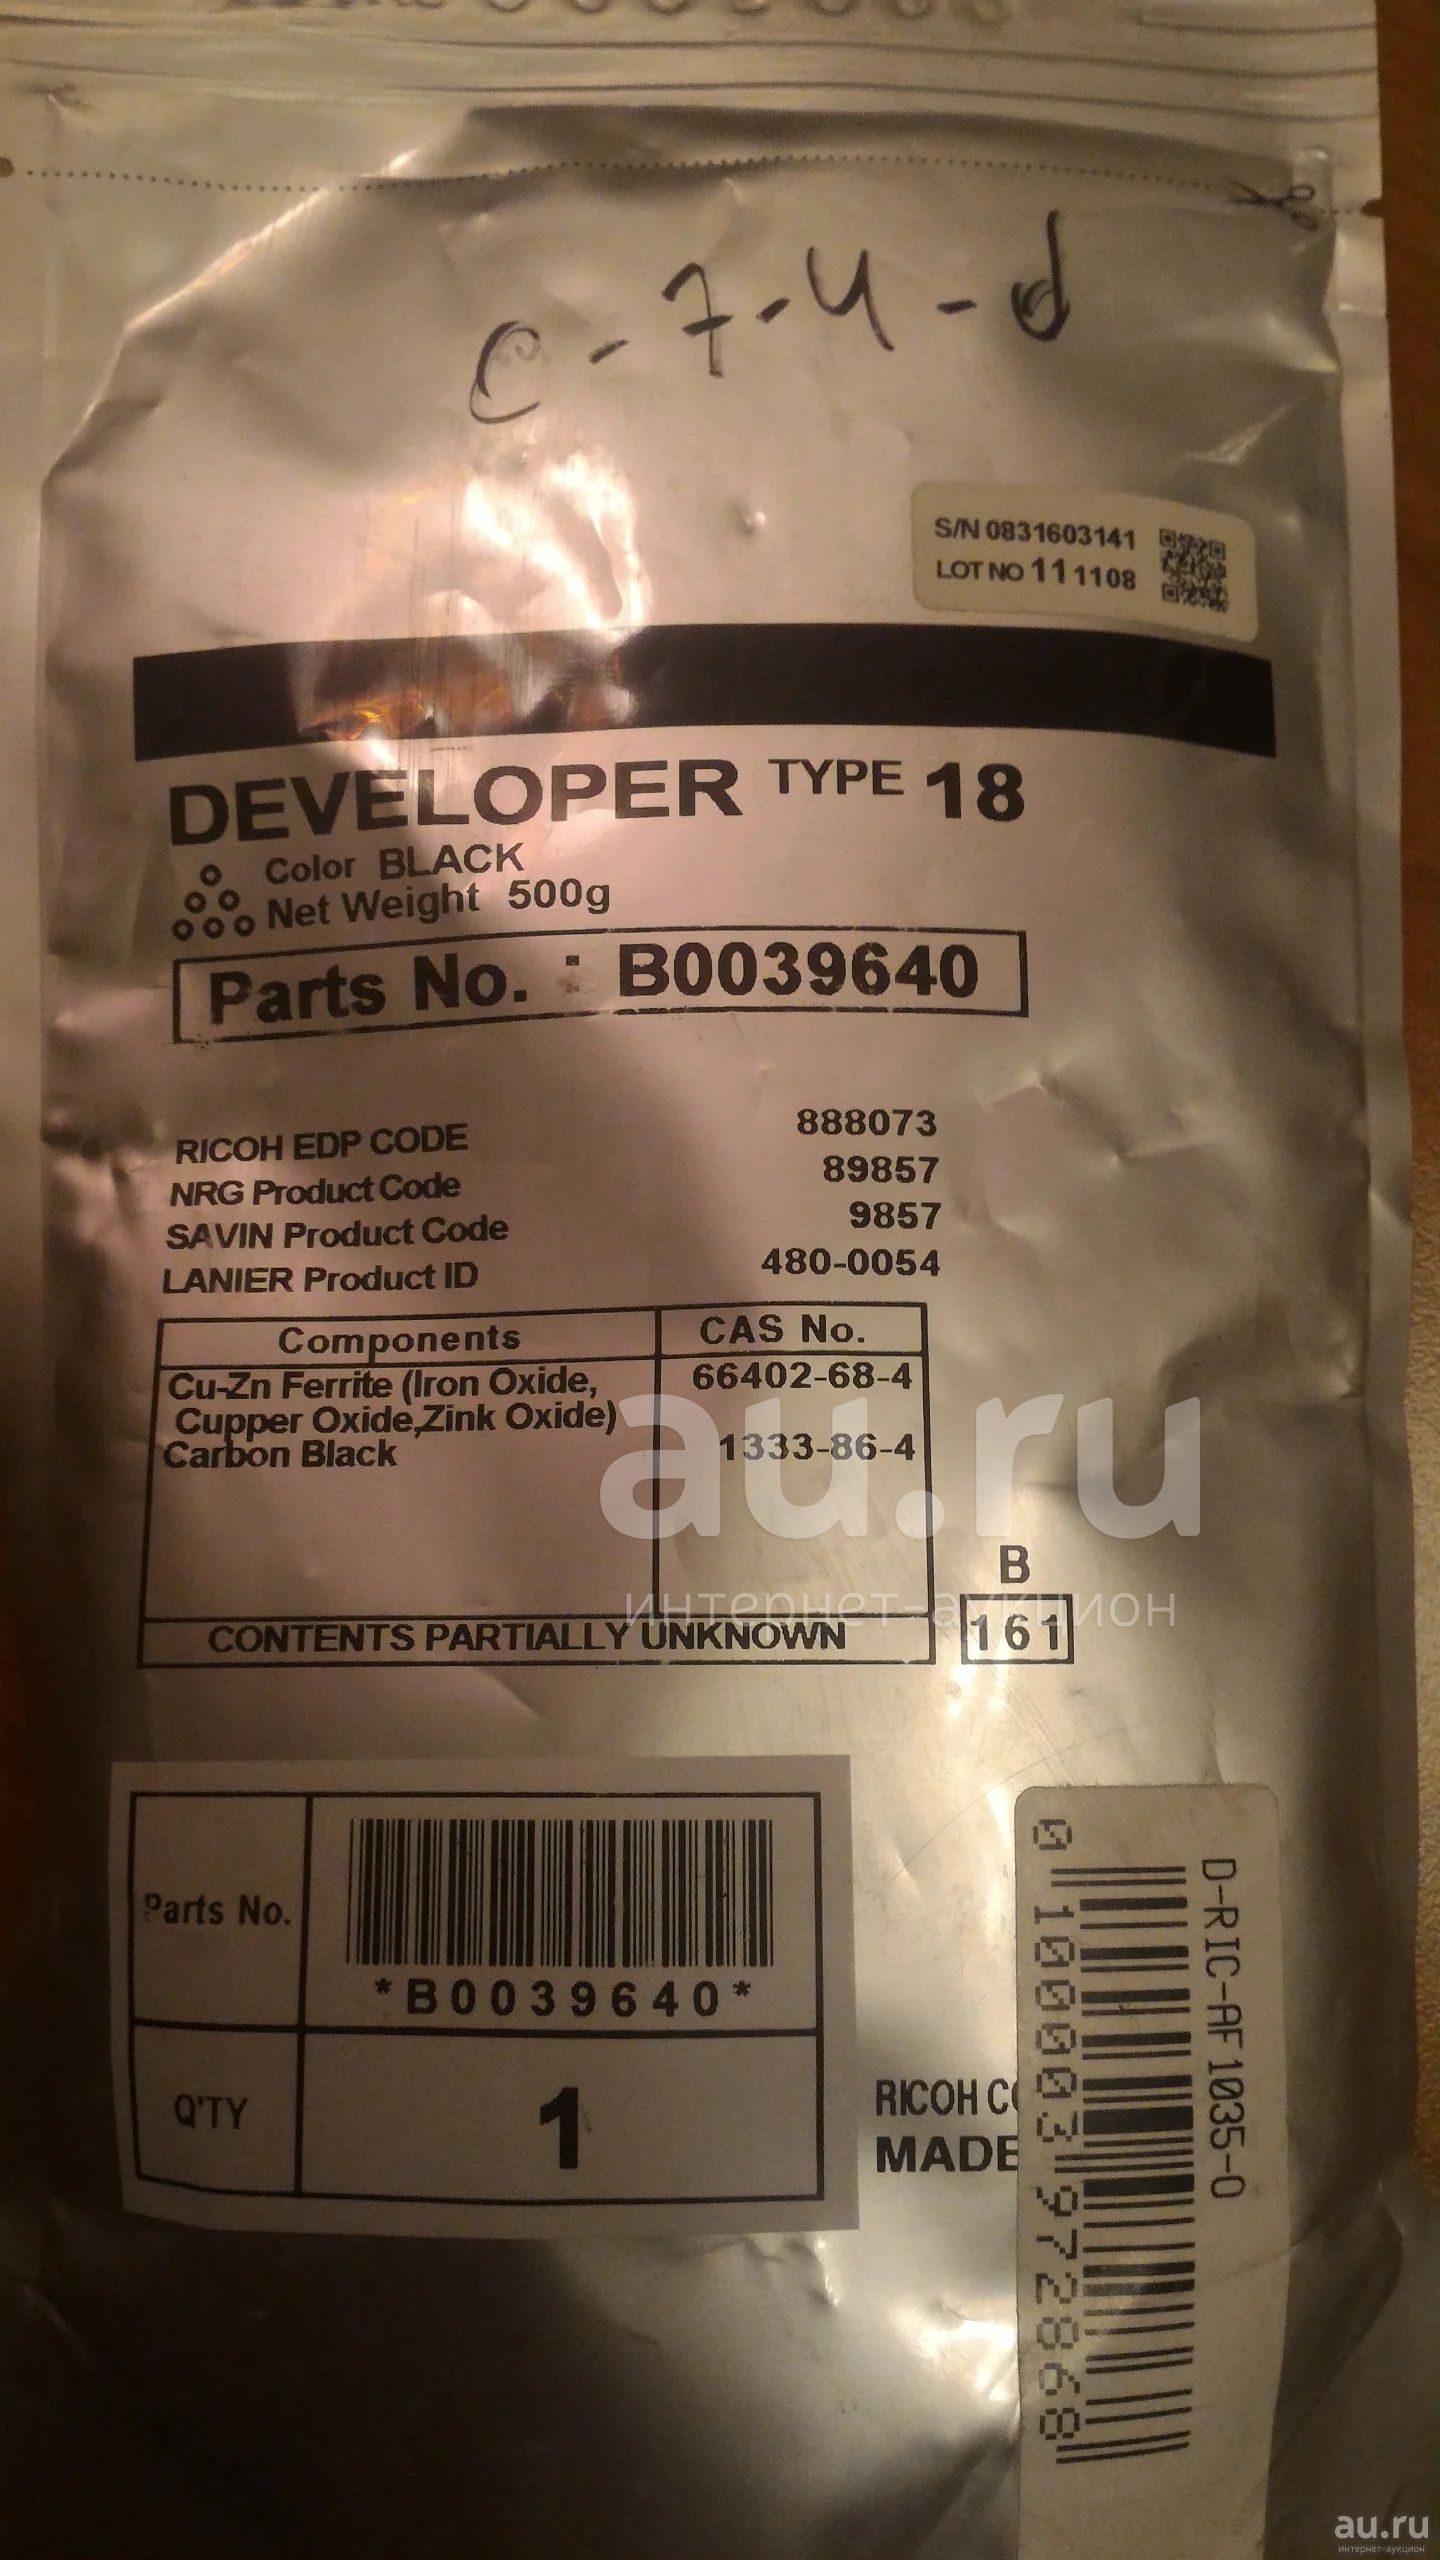 c-7-4-d
S/N 0831603141
LOT NO 111108
DEVELOPER TYPE 18
Color BLACK
Net Weight 500g
Parts No. : B0039640
RICOH EDP CODE 888073
NRG Product Code 89857
SAVIN Product Code 9857
LANIER Product ID 480-0054
Components CAS No.
Cu-Zn Ferrite (Iron Oxide, 66402-68-4
Cupper Oxide,Zink Oxide)
Carbon Black 1333-86-4
au.ru
интернет-аукцион
B
161
CONTENTS PARTIALLY UNKNOWN
Parts No.
*B0039640*
Q'TY 1
RICOH CO
MADE
D-RIC-AF1035-0
0 100003 972868
au.ru
интернет-аукцион